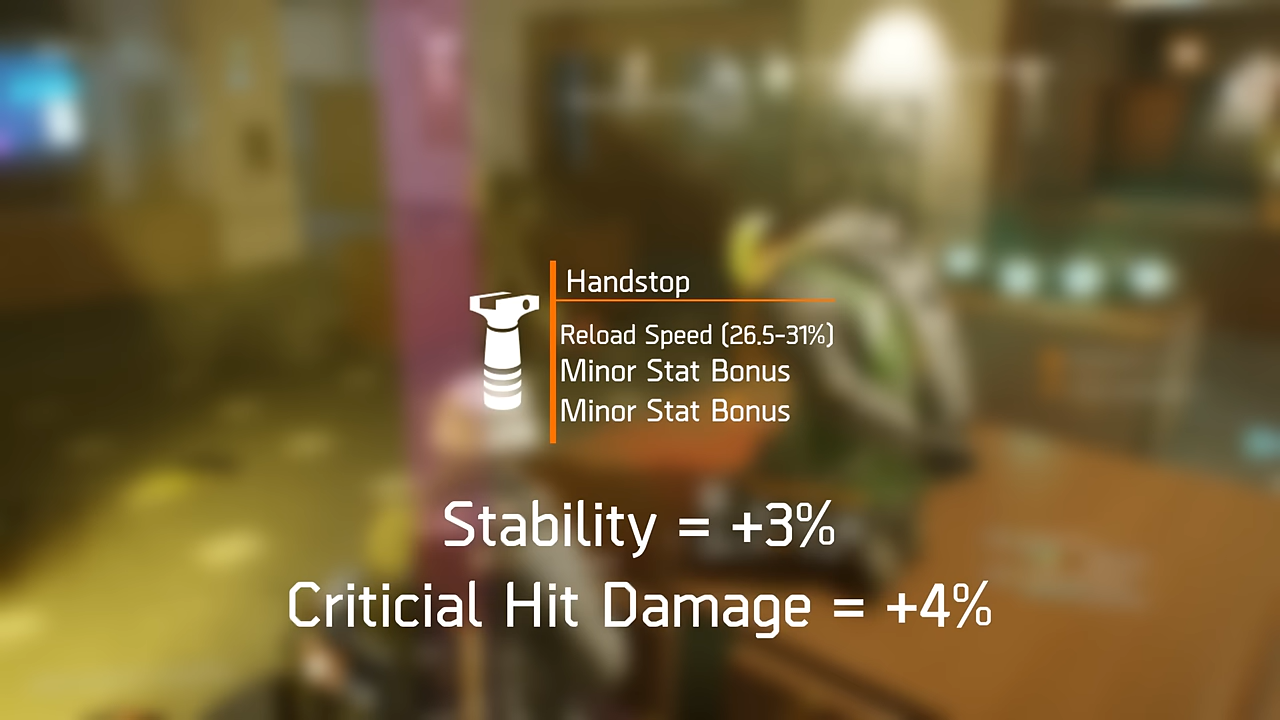 Handstop
Reload Speed (26.5-31%)
Minor Stat Bonus
Minor Stat Bonus
Stability = +3%
Criticial Hit Damage = +4%